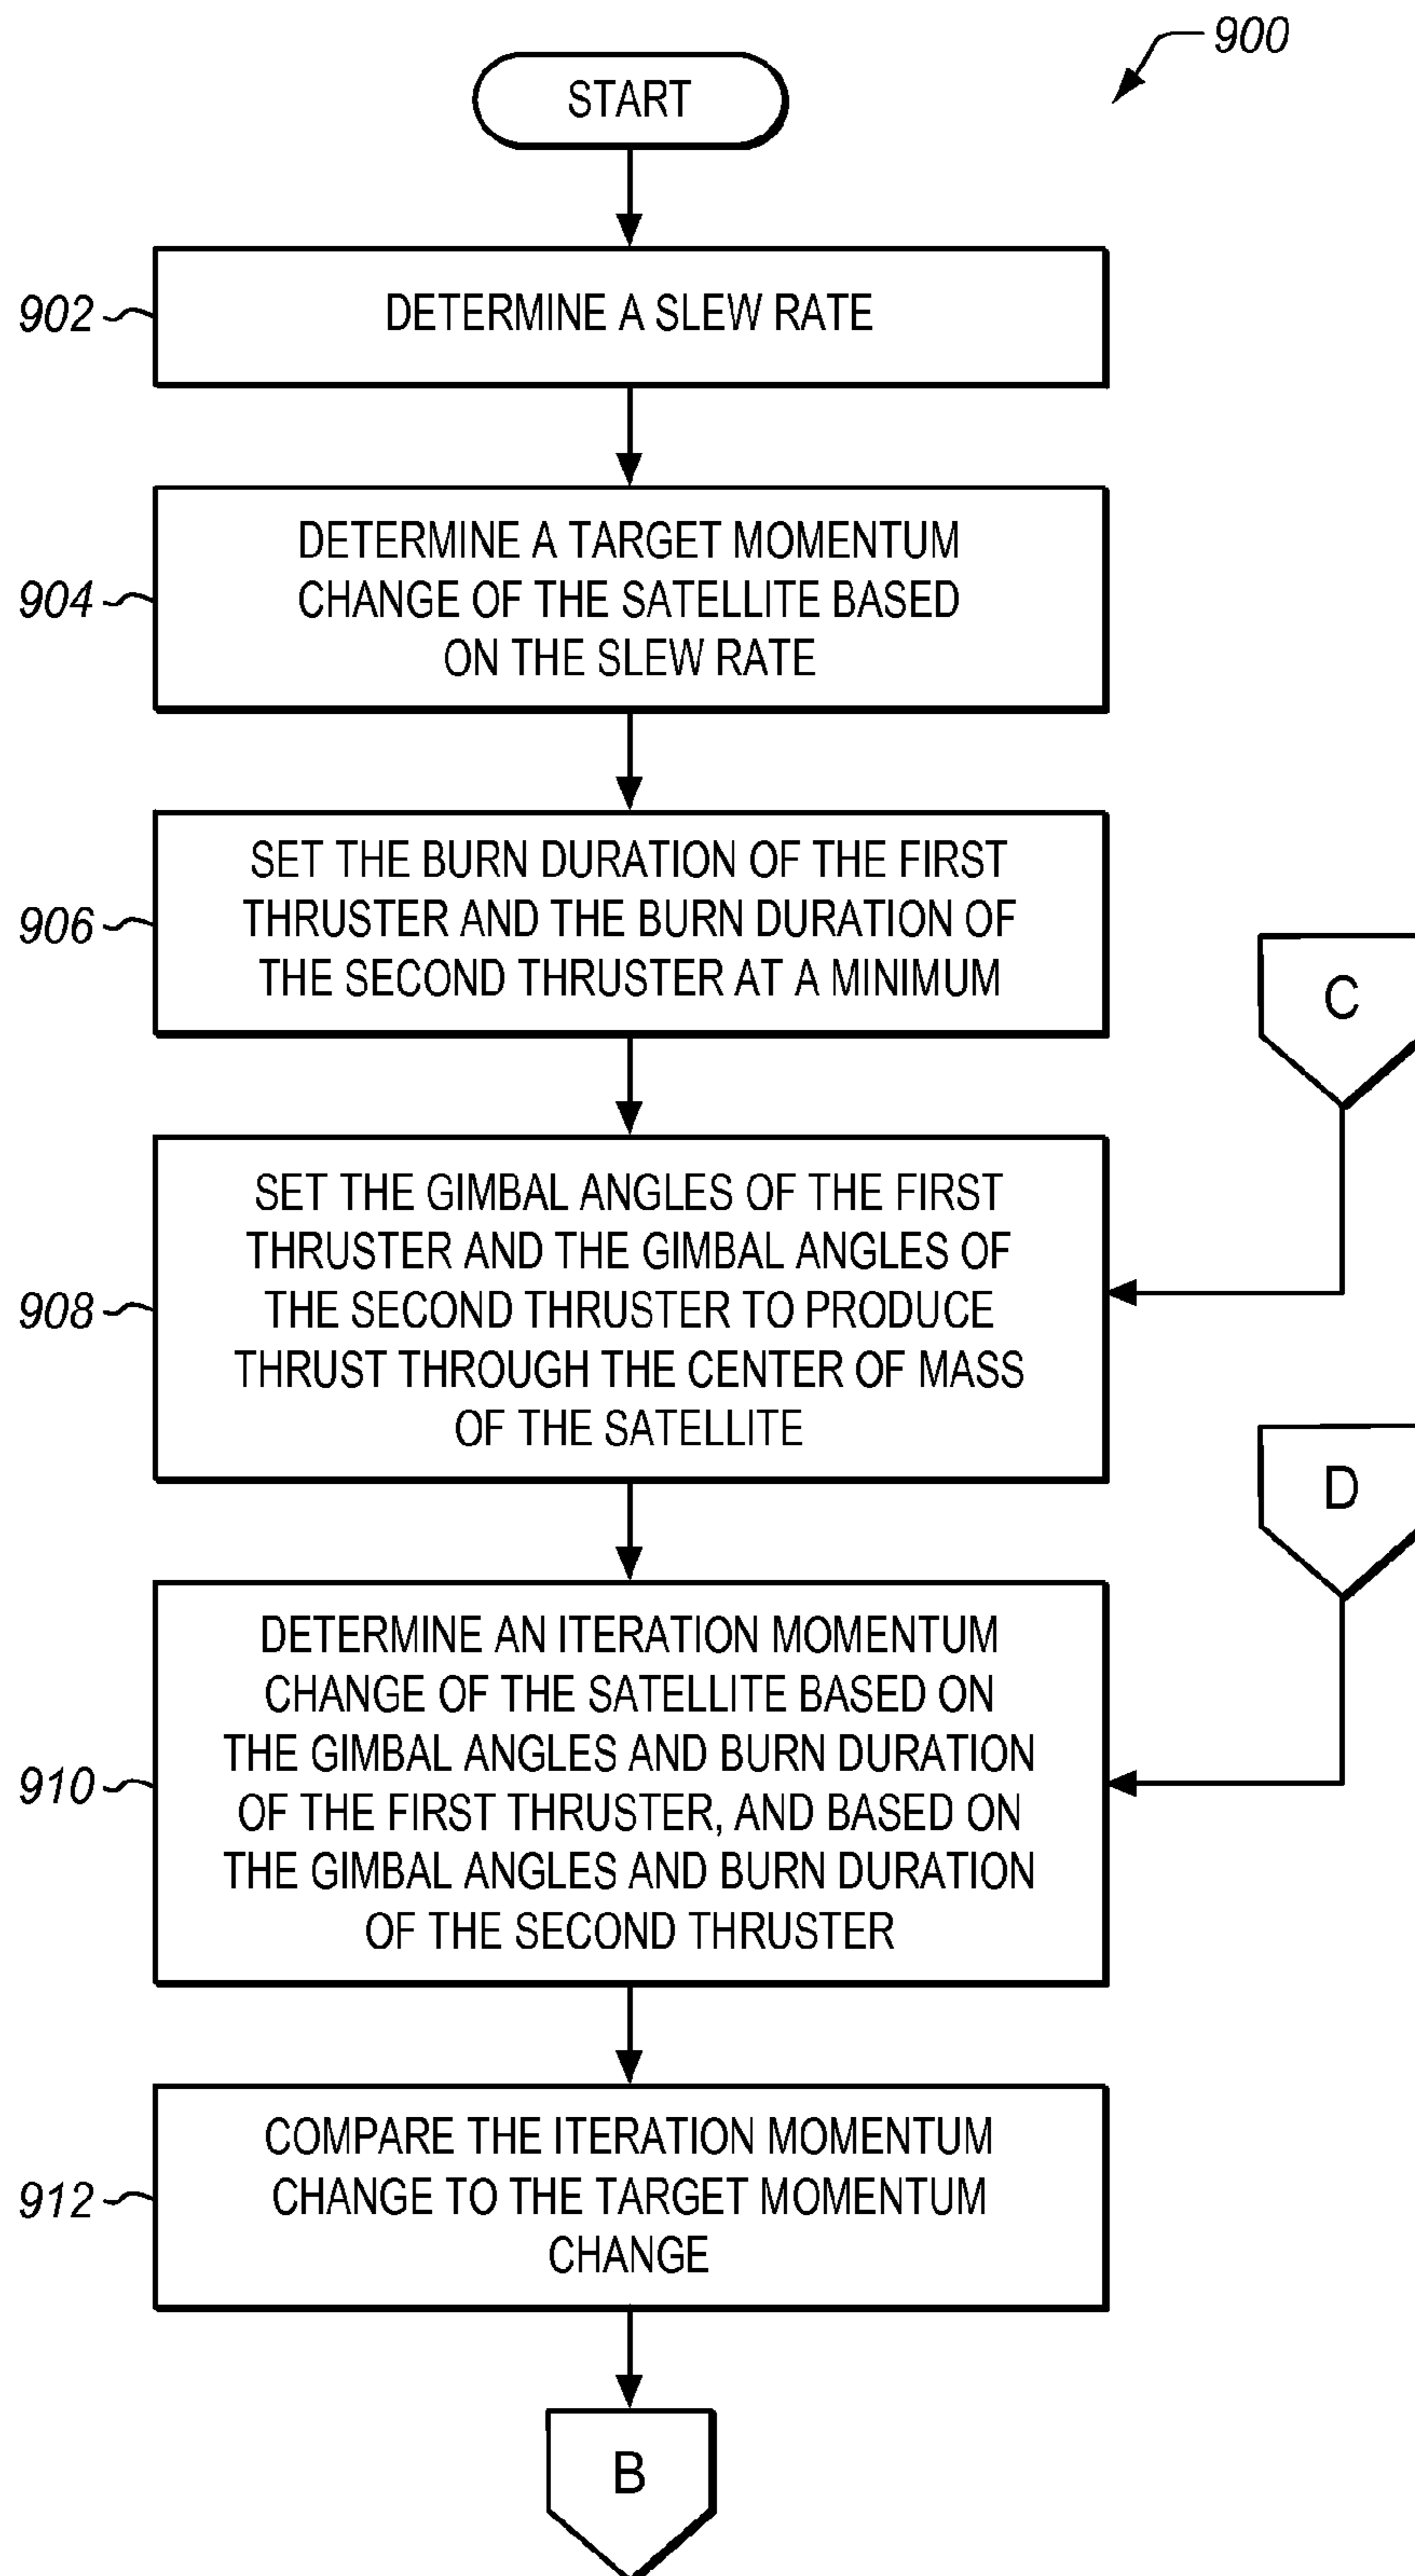 900
START
902
DETERMINE A SLEW RATE
904
DETERMINE A TARGET MOMENTUM
CHANGE OF THE SATELLITE BASED
ON THE SLEW RATE
906
SET THE BURN DURATION OF THE FIRST
THRUSTER AND THE BURN DURATION OF
THE SECOND THRUSTER AT A MINIMUM
C
908
SET THE GIMBAL ANGLES OF THE FIRST
THRUSTER AND THE GIMBAL ANGLES OF
THE SECOND THRUSTER TO PRODUCE
THRUST THROUGH THE CENTER OF MASS
OF THE SATELLITE
D
910
DETERMINE AN ITERATION MOMENTUM
CHANGE OF THE SATELLITE BASED ON
THE GIMBAL ANGLES AND BURN DURATION
OF THE FIRST THRUSTER, AND BASED ON
THE GIMBAL ANGLES AND BURN DURATION
OF THE SECOND THRUSTER
912
COMPARE THE ITERATION MOMENTUM
CHANGE TO THE TARGET MOMENTUM
CHANGE
B